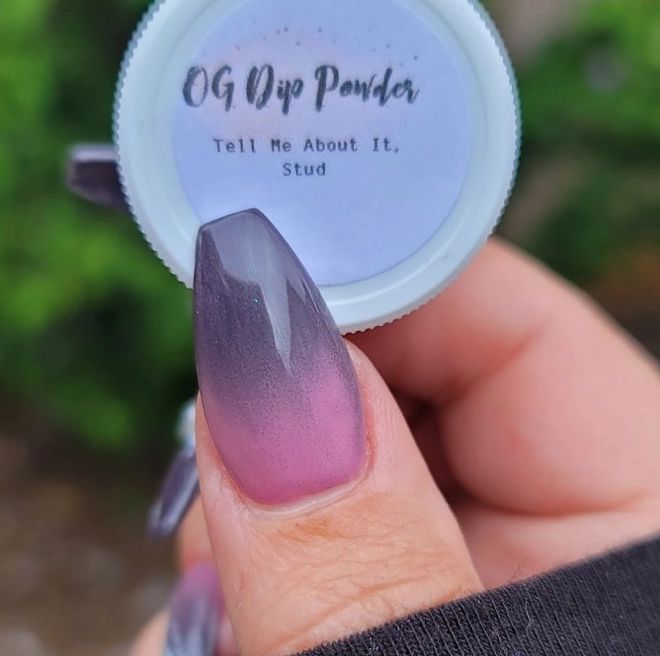 OG Dip Powder
Tell Me About It,
Stud